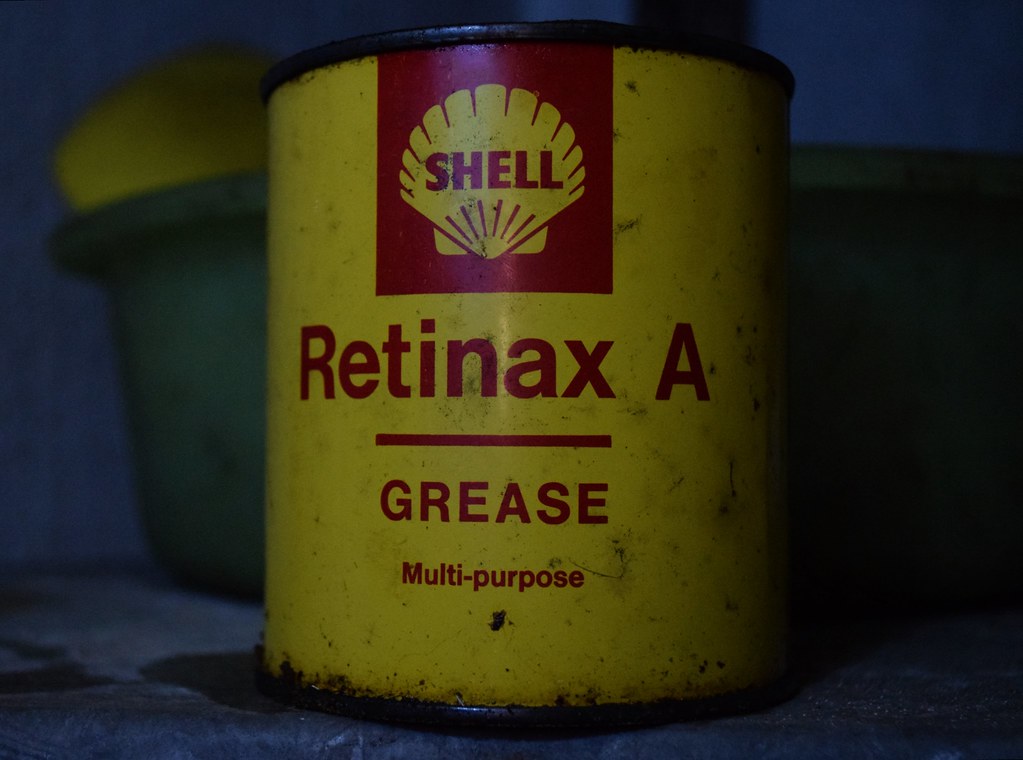 SHELL
Retinax A
GREASE
Multi-purpose